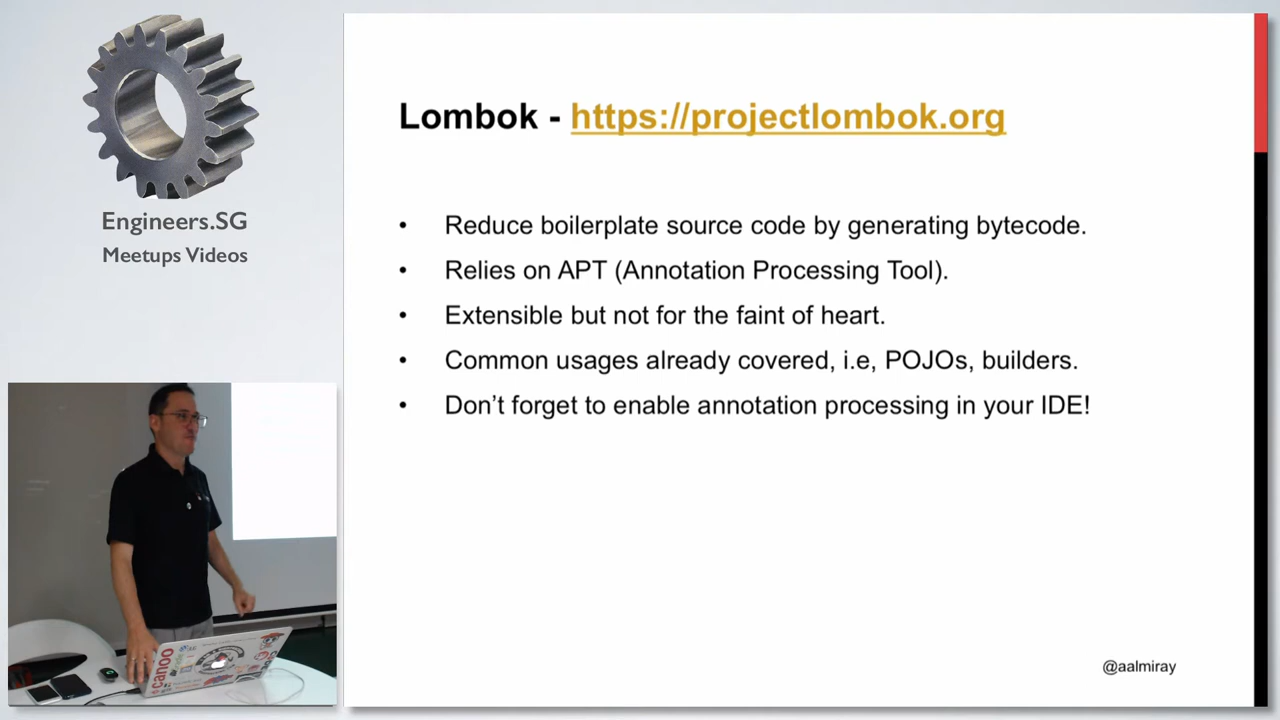 Engineers.SG
Meetups Videos
Lombok - https://projectlombok.org
• Reduce boilerplate source code by generating bytecode.
• Relies on APT (Annotation Processing Tool).
• Extensible but not for the faint of heart.
• Common usages already covered, i.e, POJOs, builders.
• Don’t forget to enable annotation processing in your IDE!
@aalmiray
canoo